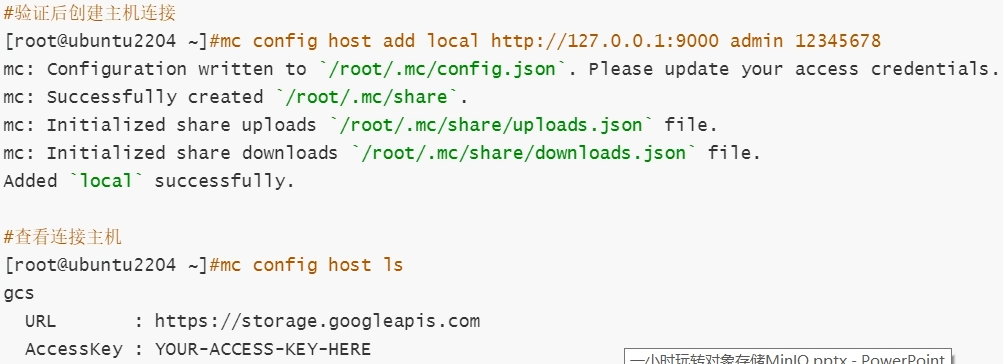 #验证后创建主机连接
[root@ubuntu2204 ~]#mc config host add local http://127.0.0.1:9000 admin 12345678
mc: Configuration written to `/root/.mc/config.json`. Please update your access credentials.
mc: Successfully created `/root/.mc/share`.
mc: Initialized share uploads `/root/.mc/share/uploads.json` file.
mc: Initialized share downloads `/root/.mc/share/downloads.json` file.
Added `local` successfully.
#查看连接主机
[root@ubuntu2204 ~]#mc config host ls
gcs
URL : https://storage.googleapis.com
AccessKey : YOUR-ACCESS-KEY-HERE
一小时玩转对象存储MinIO.pptx - PowerPoint